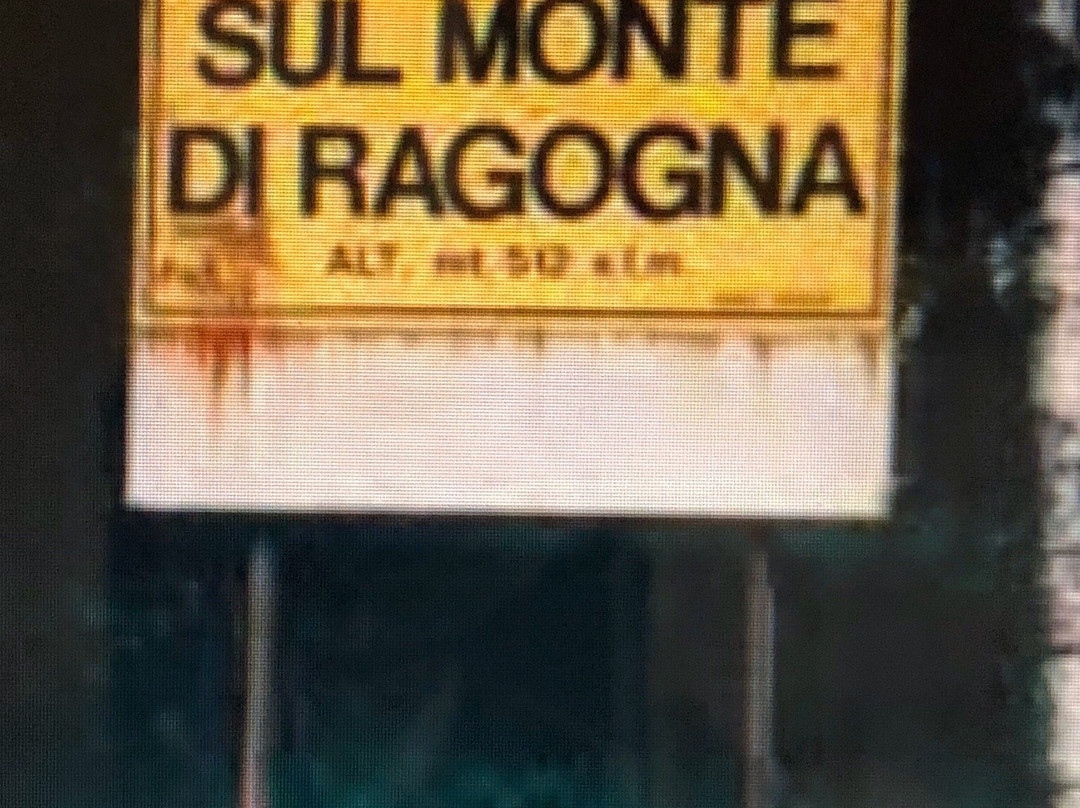 SUL MONTE
DI RAGOGNA
ALT. mt. 512 s.l.m.